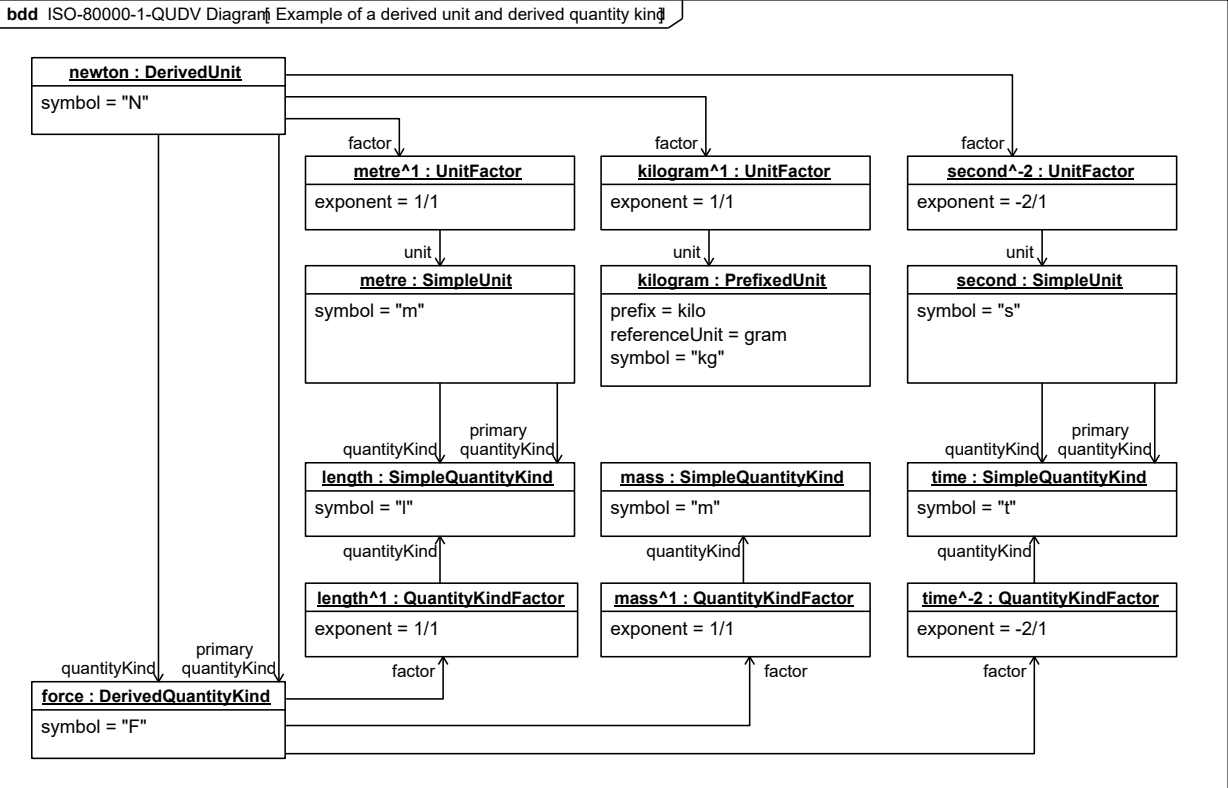 bdd ISO-80000-1-QUDV Diagram[ Example of a derived unit and derived quantity kind]
newton : DerivedUnit
symbol = "N"
factor
factor
factor
metre^1 : UnitFactor
exponent = 1/1
kilogram^1 : UnitFactor
exponent = 1/1
second^-2 : UnitFactor
exponent = -2/1
unit
unit
unit
metre : SimpleUnit
symbol = "m"
kilogram : PrefixedUnit
prefix = kilo
referenceUnit = gram
symbol = "kg"
second : SimpleUnit
symbol = "s"
quantityKind
primary
quantityKind
quantityKind
primary
quantityKind
length : SimpleQuantityKind
symbol = "l"
mass : SimpleQuantityKind
symbol = "m"
time : SimpleQuantityKind
symbol = "t"
quantityKind
quantityKind
quantityKind
length^1 : QuantityKindFactor
exponent = 1/1
mass^1 : QuantityKindFactor
exponent = 1/1
time^-2 : QuantityKindFactor
exponent = -2/1
quantityKind
primary
quantityKind
factor
factor
factor
force : DerivedQuantityKind
symbol = "F"